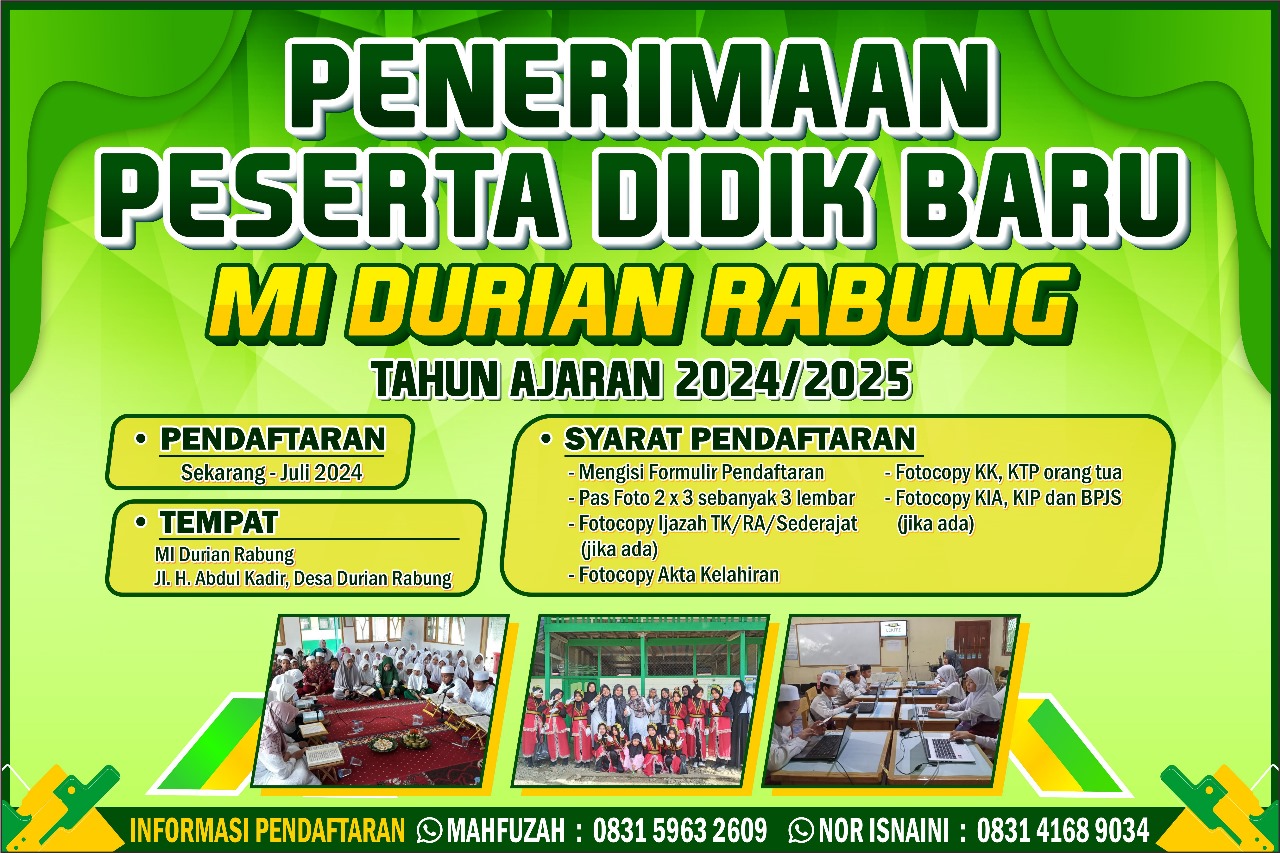 PENERIMAAN
PESERTA DIDIK BARU
MI DURIAN RABUNG
TAHUN AJARAN 2024/2025
• PENDAFTARAN
Sekarang - Juli 2024
• TEMPAT
MI Durian Rabung
Jl. H. Abdul Kadir, Desa Durian Rabung
• SYARAT PENDAFTARAN
- Mengisi Formulir Pendaftaran
- Pas Foto 2 x 3 sebanyak 3 lembar
- Fotocopy Ijazah TK/RA/Sederajat
(jika ada)
- Fotocopy Akta Kelahiran
- Fotocopy KK, KTP orang tua
- Fotocopy KIA, KIP dan BPJS
(jika ada)
INFORMASI PENDAFTARAN MAHFUZAH : 0831 5963 2609 NOR ISNAINI : 0831 4168 9034